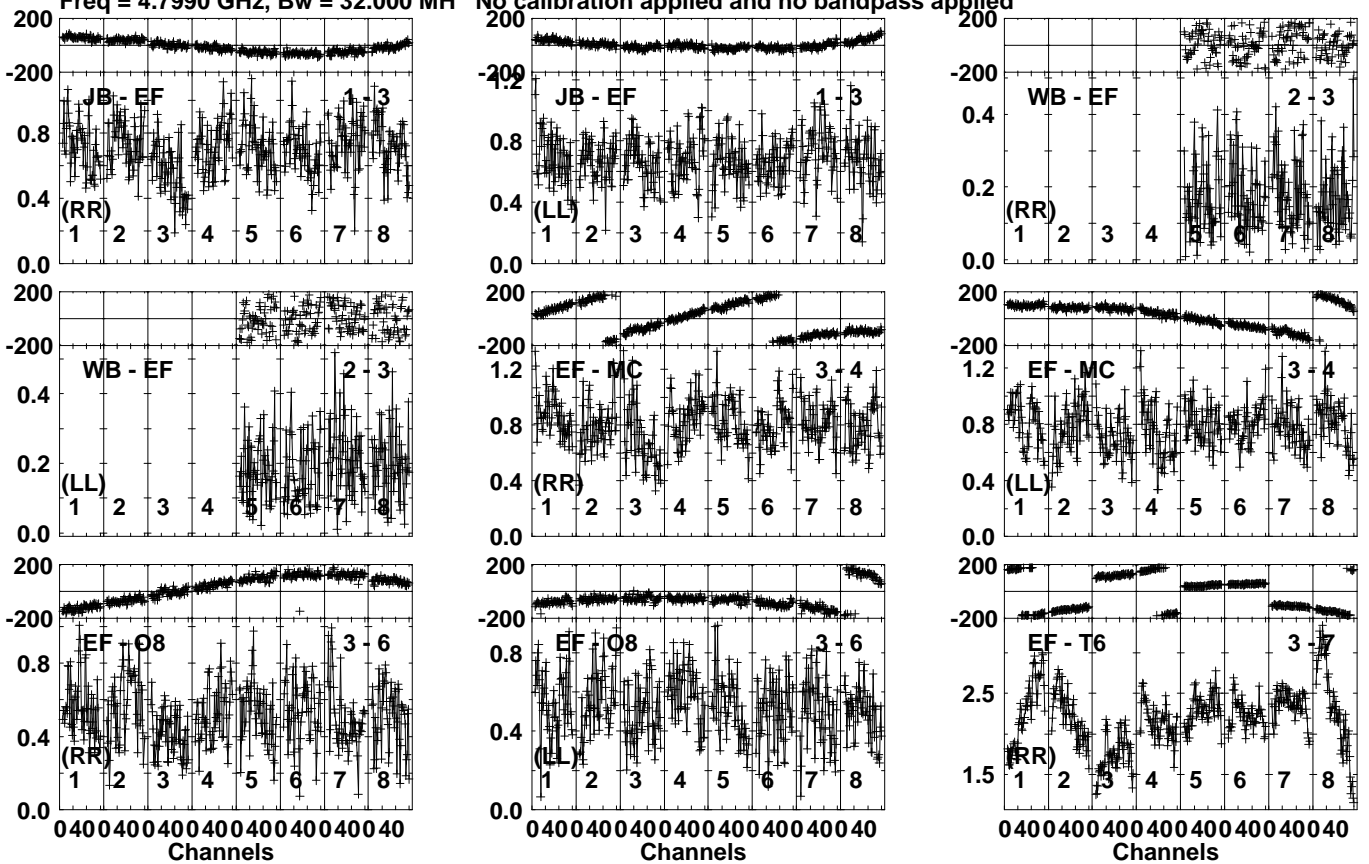 Freq = 4.7990 GHz, Bw = 32.000 MH No calibration applied and no bandpass applied
200
-200
JB - EF 1 - 3
0.8
0.4
0.0
(RR)
1 2 3 4 5 6 7 8
200
-200
1.2
JB - EF 1 - 3
0.8
0.4
0.0
(LL)
1 2 3 4 5 6 7 8
200
-200
WB - EF 2 - 3
0.4
0.2
0.0
(RR)
1 2 3 4 5 6 7 8
200
-200
WB - EF 2 - 3
0.4
0.2
0.0
(LL)
1 2 3 4 5 6 7 8
200
-200
1.2
EF - MC 3 - 4
0.8
0.4
0.0
(RR)
1 2 3 4 5 6 7 8
200
-200
1.2
EF - MC 3 - 4
0.8
0.4
0.0
(LL)
1 2 3 4 5 6 7 8
200
-200
EF - O8 3 - 6
0.8
0.4
0.0
(RR)
1 2 3 4 5 6 7 8
0 40 0 40 0 40 0 40 0 40 0 40 0 40 0 40
Channels
200
-200
EF - O8 3 - 6
0.8
0.4
0.0
(LL)
1 2 3 4 5 6 7 8
0 40 0 40 0 40 0 40 0 40 0 40 0 40 0 40
Channels
200
-200
EF - T6 3 - 7
2.5
1.5
(RR)
1 2 3 4 5 6 7 8
0 40 0 40 0 40 0 40 0 40 0 40 0 40 0 40
Channels